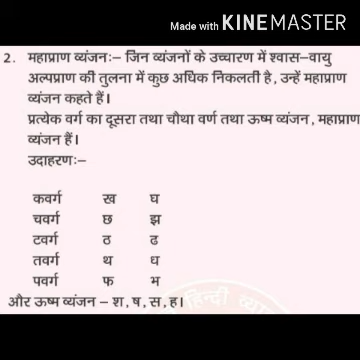 Made with KINEMASTER
2. महाप्राण व्यंजनः– जिन व्यंजनों के उच्चारण में श्वास–वायु
अल्पप्राण की तुलना में कुछ अधिक निकलती है, उन्हें महाप्राण
व्यंजन कहते हैं।
प्रत्येक वर्ग का दूसरा तथा चौथा वर्ण तथा ऊष्म व्यंजन, महाप्राण
व्यंजन हैं।
उदाहरणः–
कवर्ग ख घ
चवर्ग छ झ
टवर्ग ठ ढ
तवर्ग थ ध
पवर्ग फ भ
और ऊष्म व्यंजन – श, ष, स, ह।
हिन्दी